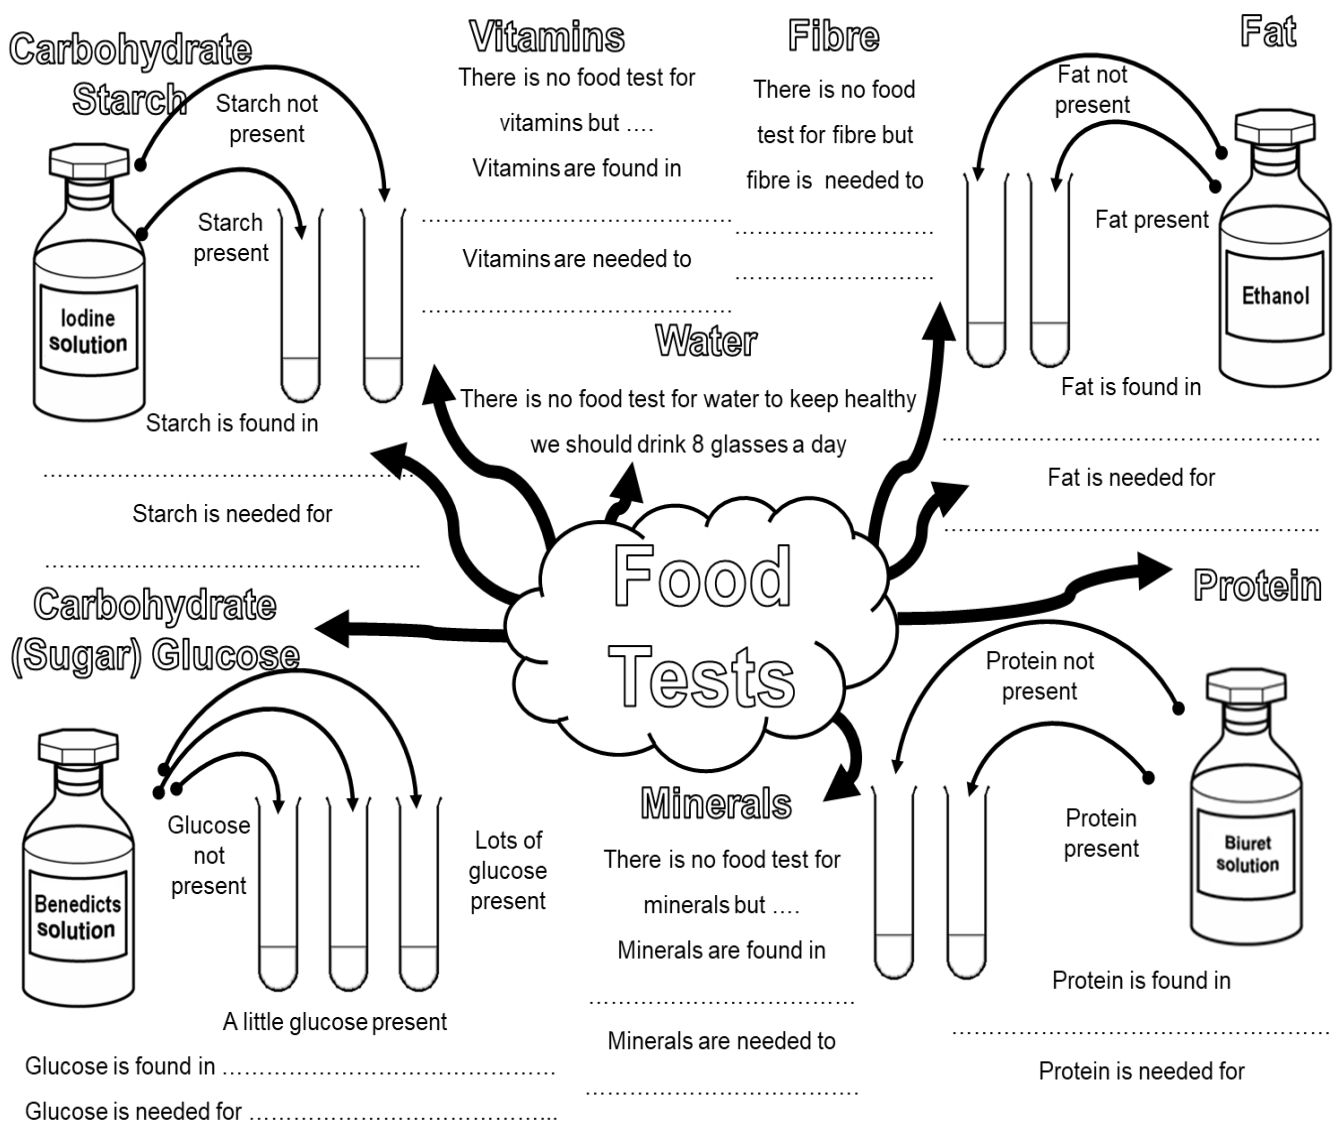 Carbohydrate
Starch
Starch not
present
Starch
present
Iodine
solution
Starch is found in
……………………………………………
Starch is needed for
……………………………………………
Vitamins
There is no food test for
vitamins but ….
Vitamins are found in
……………………………………
Vitamins are needed to
……………………………………
Fibre
There is no food
test for fibre but
fibre is needed to
………………………
………………………
Fat
Fat not
present
Fat present
Ethanol
Fat is found in
……………………………………………
Fat is needed for
……………………………………………
Water
There is no food test for water to keep healthy
we should drink 8 glasses a day
Food
Tests
Carbohydrate
(Sugar) Glucose
Glucose
not
present
Lots of
glucose
present
Benedicts
solution
A little glucose present
Glucose is found in ………………………………………
Glucose is needed for …………………………………...
Minerals
There is no food test for
minerals but ….
Minerals are found in
………………………………
Minerals are needed to
……………………………….
Protein
Protein not
present
Protein
present
Biuret
solution
Protein is found in
……………………………………………
Protein is needed for